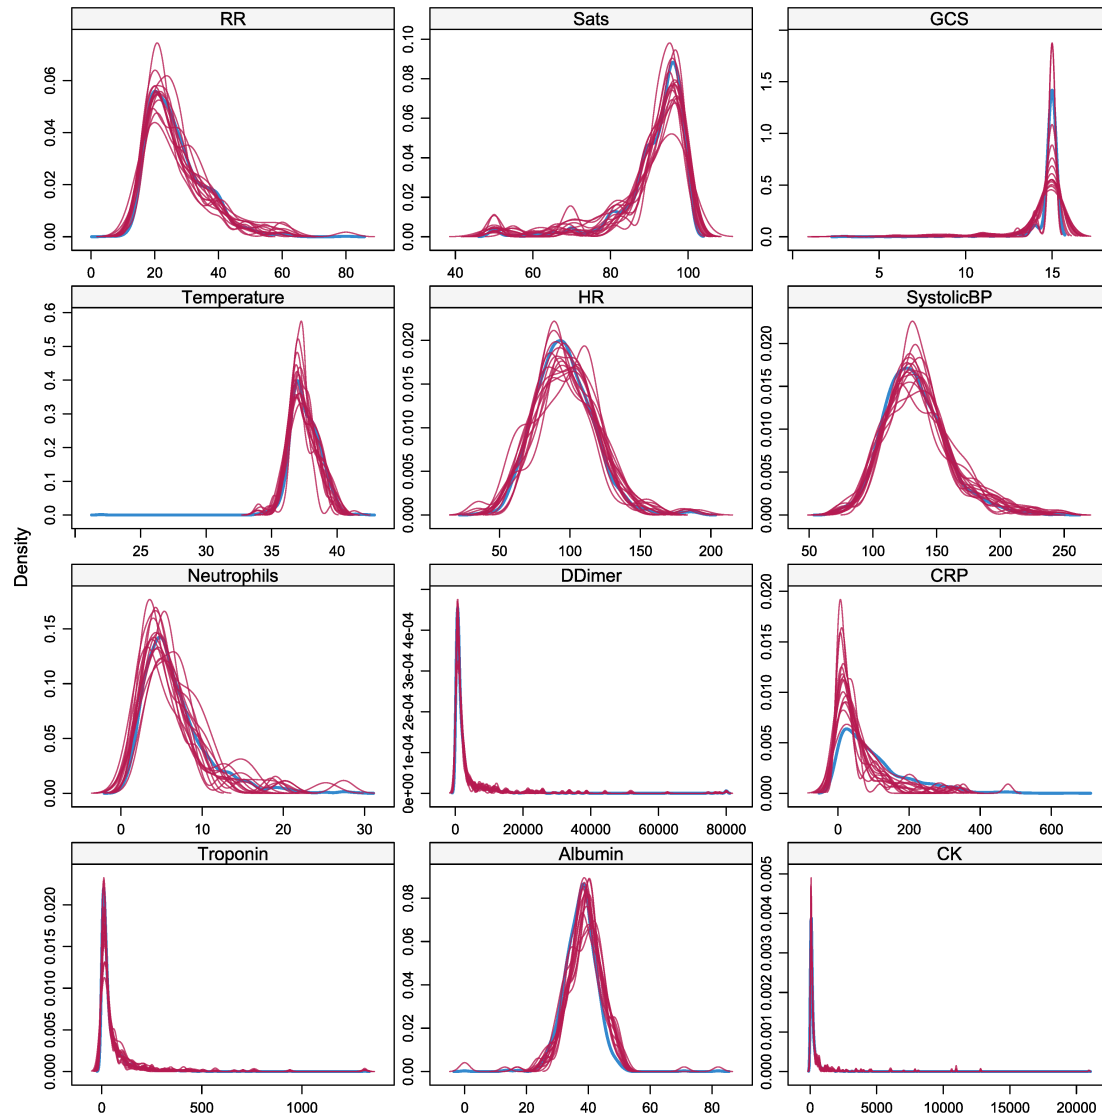 RR Sats GCS
0.00 0.02 0.04 0.06
0 20 40 60 80
0.00 0.02 0.04 0.06 0.08 0.10
40 60 80 100
0.0 0.5 1.0 1.5
5 10 15
Temperature HR SystolicBP
0.0 0.1 0.2 0.3 0.4 0.5 0.6
25 30 35 40
0.000 0.005 0.010 0.015 0.020
50 100 150 200
0.000 0.005 0.010 0.015 0.020
50 100 150 200 250
Density
Neutrophils DDimer CRP
0.00 0.05 0.10 0.15
0 10 20 30
0e+00 1e-04 2e-04 3e-04 4e-04
0 20000 40000 60000 80000
0.000 0.005 0.010 0.015 0.020
0 200 400 600
Troponin Albumin CK
0.000 0.005 0.010 0.015 0.020
0 500 1000
0.00 0.02 0.04 0.06 0.08
0 20 40 60 80
0.000 0.001 0.002 0.003 0.004 0.005
0 5000 10000 15000 20000